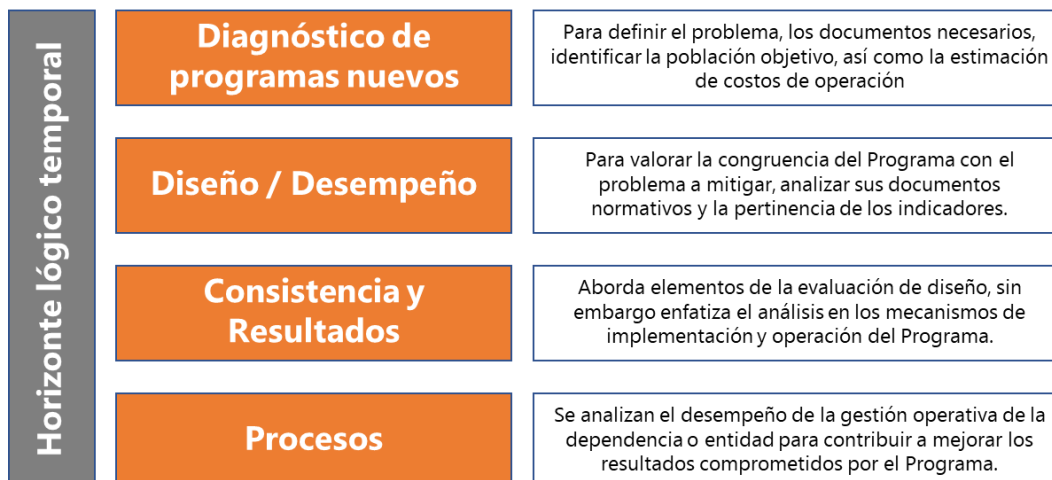 Horizonte lógico temporal
Diagnóstico de
programas nuevos
Para definir el problema, los documentos necesarios,
identificar la población objetivo, así como la estimación
de costos de operación
Diseño / Desempeño
Para valorar la congruencia del Programa con el
problema a mitigar, analizar sus documentos
normativos y la pertinencia de los indicadores.
Consistencia y
Resultados
Aborda elementos de la evaluación de diseño, sin
embargo enfatiza el análisis en los mecanismos de
implementación y operación del Programa.
Procesos
Se analizan el desempeño de la gestión operativa de la
dependencia o entidad para contribuir a mejorar los
resultados comprometidos por el Programa.